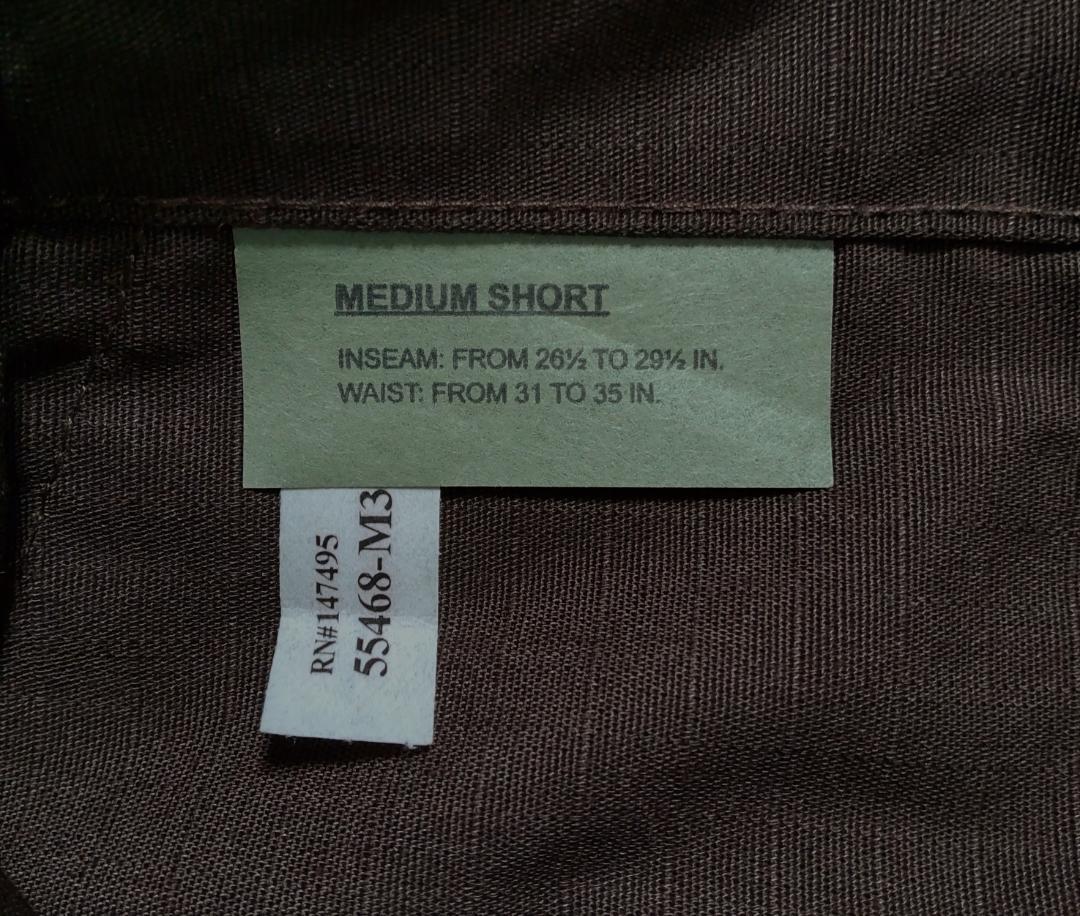 MEDIUM SHORT
INSEAM: FROM 26½ TO 29½ IN.
WAIST: FROM 31 TO 35 IN.
RN#147495
55468-M3